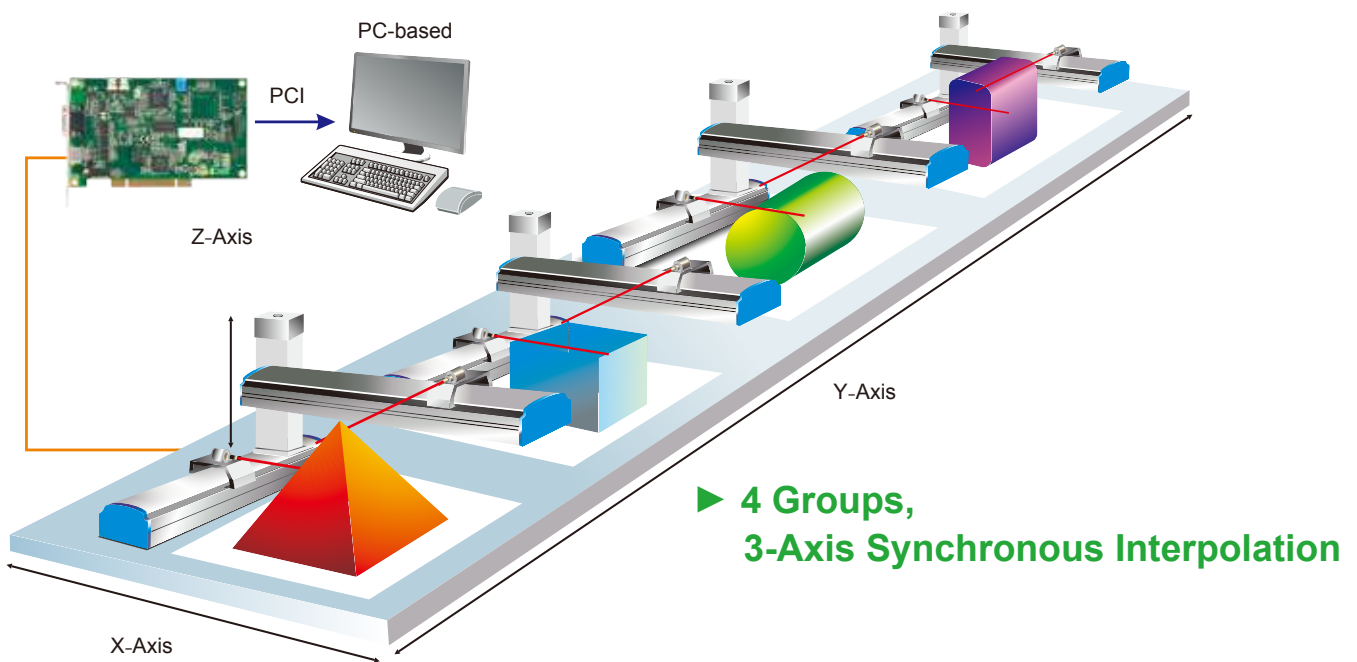 PC-based
PCI
Z-Axis
Y-Axis
► 4 Groups,
3-Axis Synchronous Interpolation
X-Axis